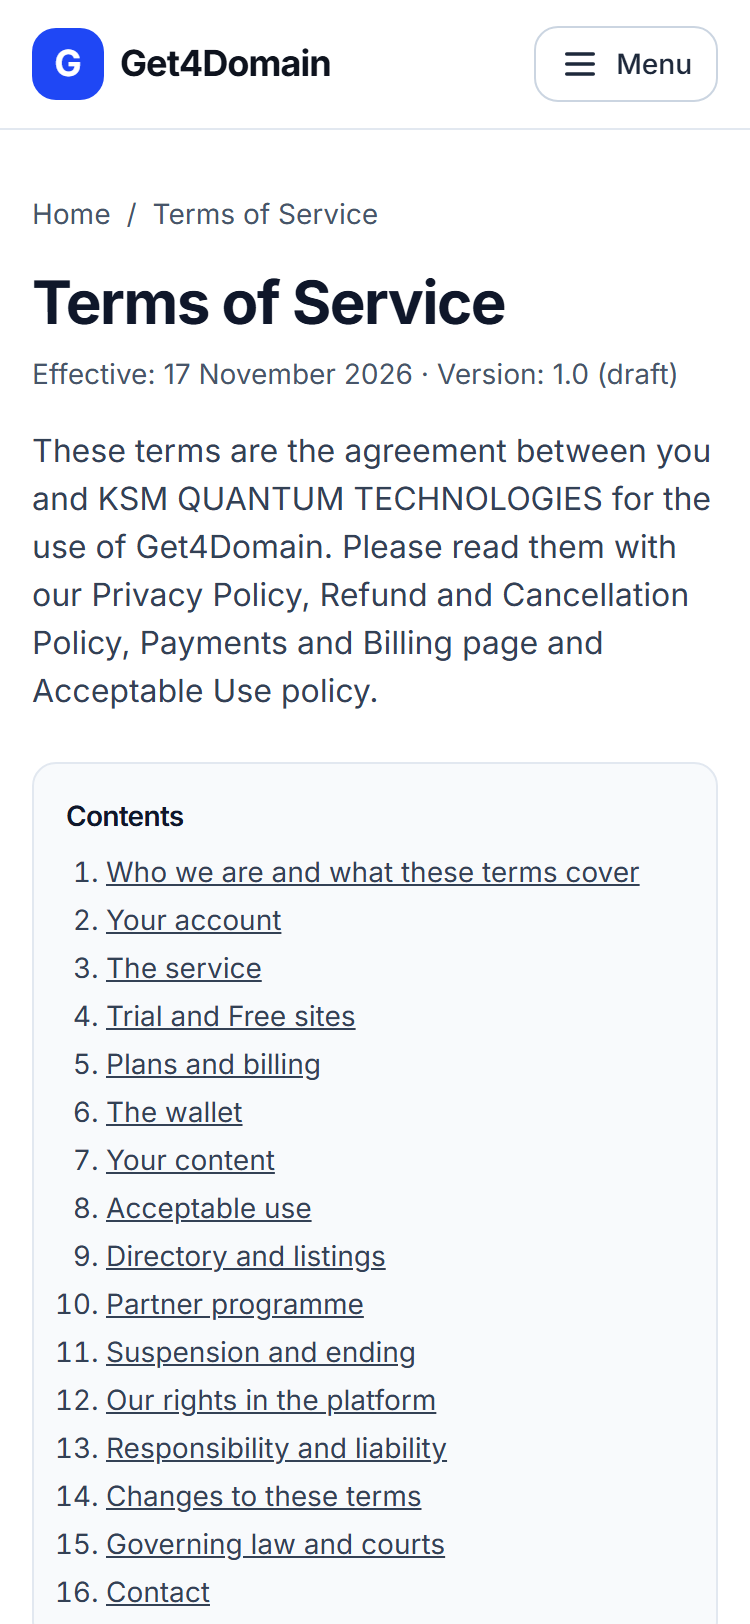 G Get4Domain
Menu
Home / Terms of Service
Terms of Service
Effective: 17 November 2026 · Version: 1.0 (draft)
These terms are the agreement between you
and KSM QUANTUM TECHNOLOGIES for the
use of Get4Domain. Please read them with
our Privacy Policy, Refund and Cancellation
Policy, Payments and Billing page and
Acceptable Use policy.
Contents
1. Who we are and what these terms cover
2. Your account
3. The service
4. Trial and Free sites
5. Plans and billing
6. The wallet
7. Your content
8. Acceptable use
9. Directory and listings
10. Partner programme
11. Suspension and ending
12. Our rights in the platform
13. Responsibility and liability
14. Changes to these terms
15. Governing law and courts
16. Contact